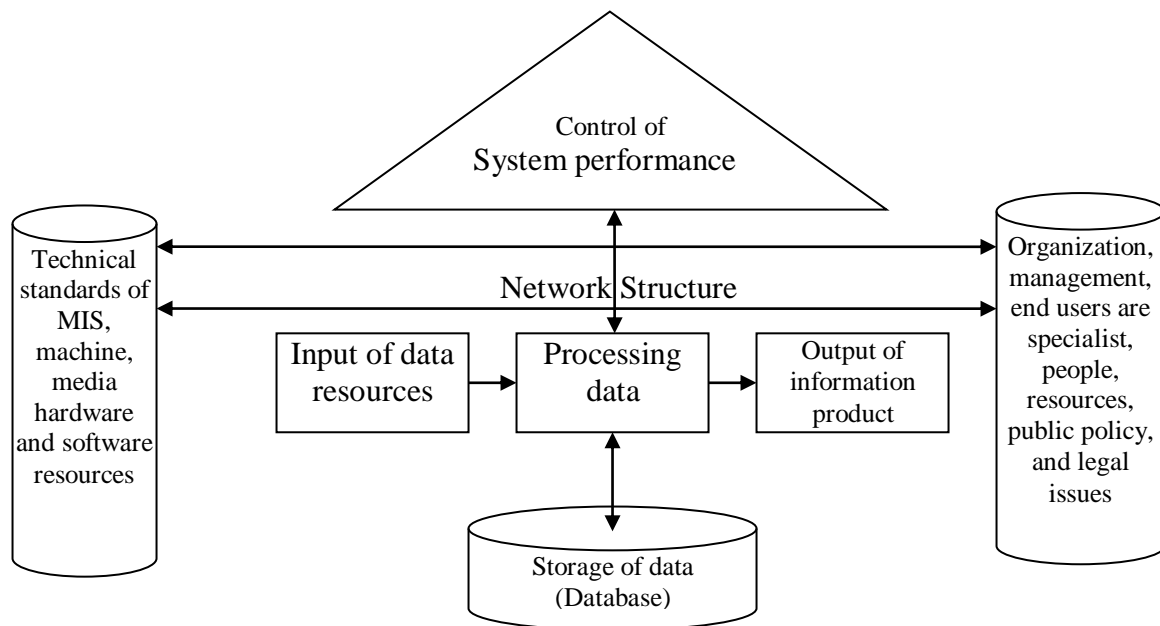 Control of
System performance
Technical
standards of
MIS,
machine,
media
hardware
and software
resources
Network Structure
Organization,
management,
end users are
specialist,
people,
resources,
public policy,
and legal
issues
Input of data
resources
Processing
data
Output of
information
product
Storage of data
(Database)